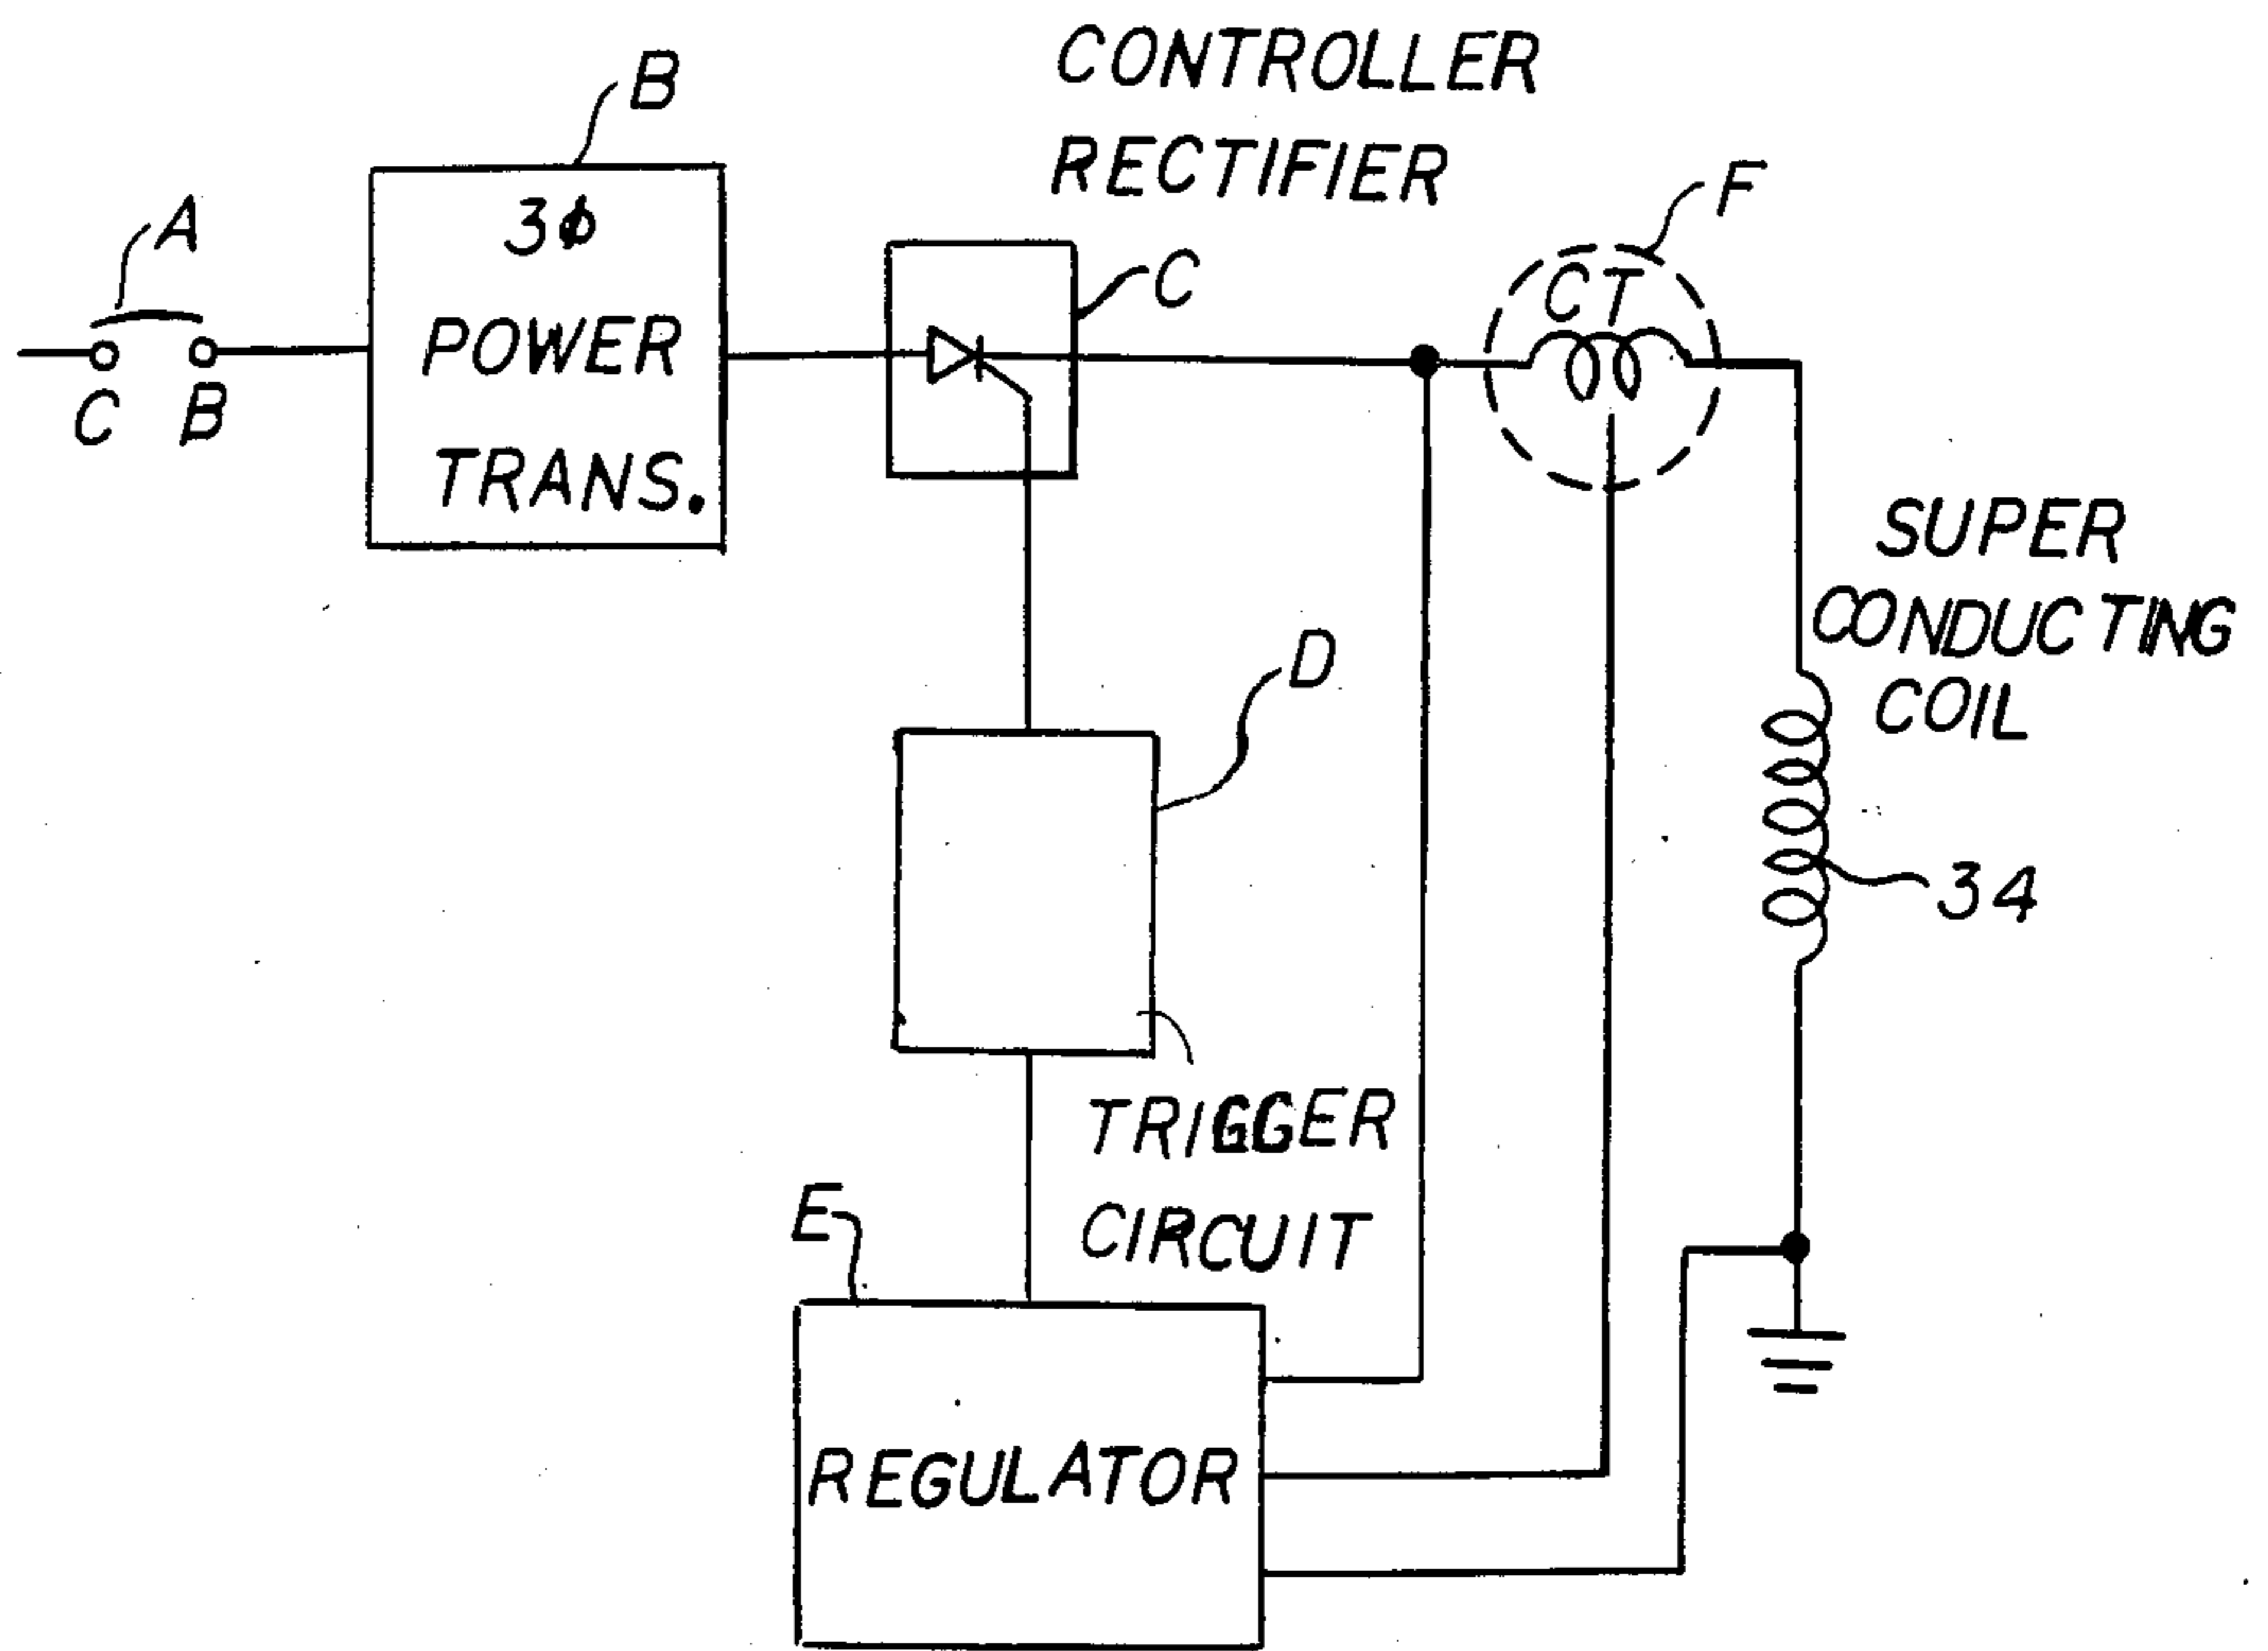 CONTROLLER
RECTIFIER
B
A
3φ
POWER
TRANS.
C B
C
F
CT
SUPER
CONDUCTING
COIL
34
D
TRIGGER
CIRCUIT
E
REGULATOR